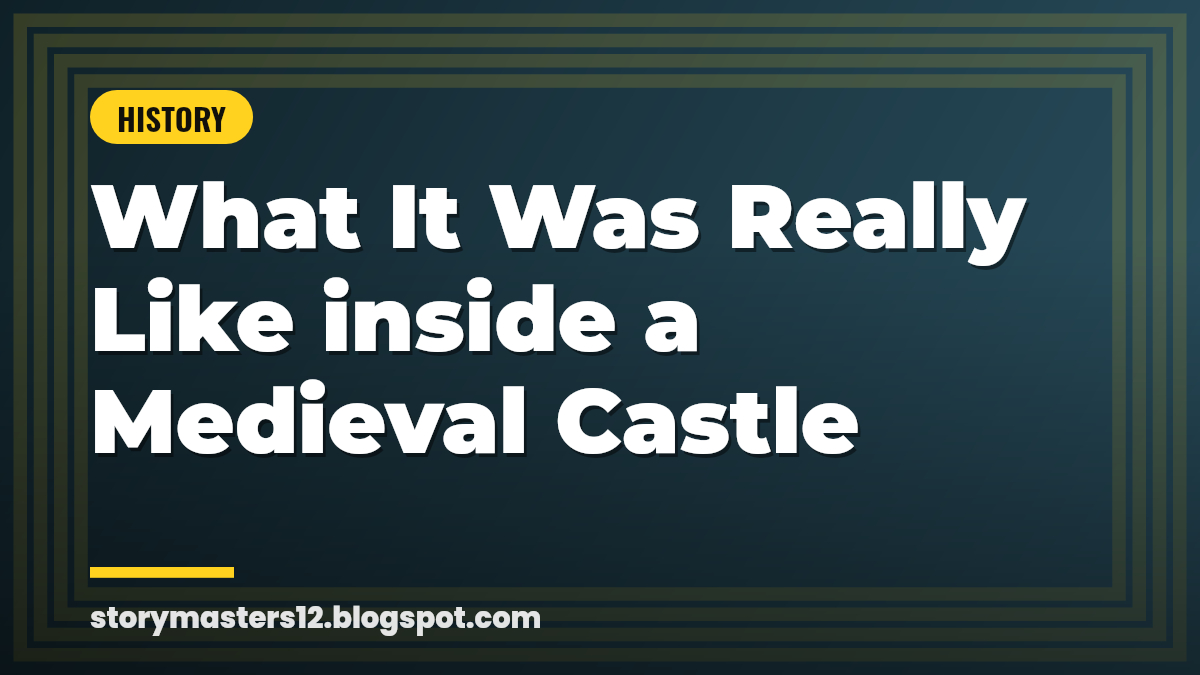 HISTORY
What It Was Really
Like inside a
Medieval Castle
storymasters12.blogspot.com